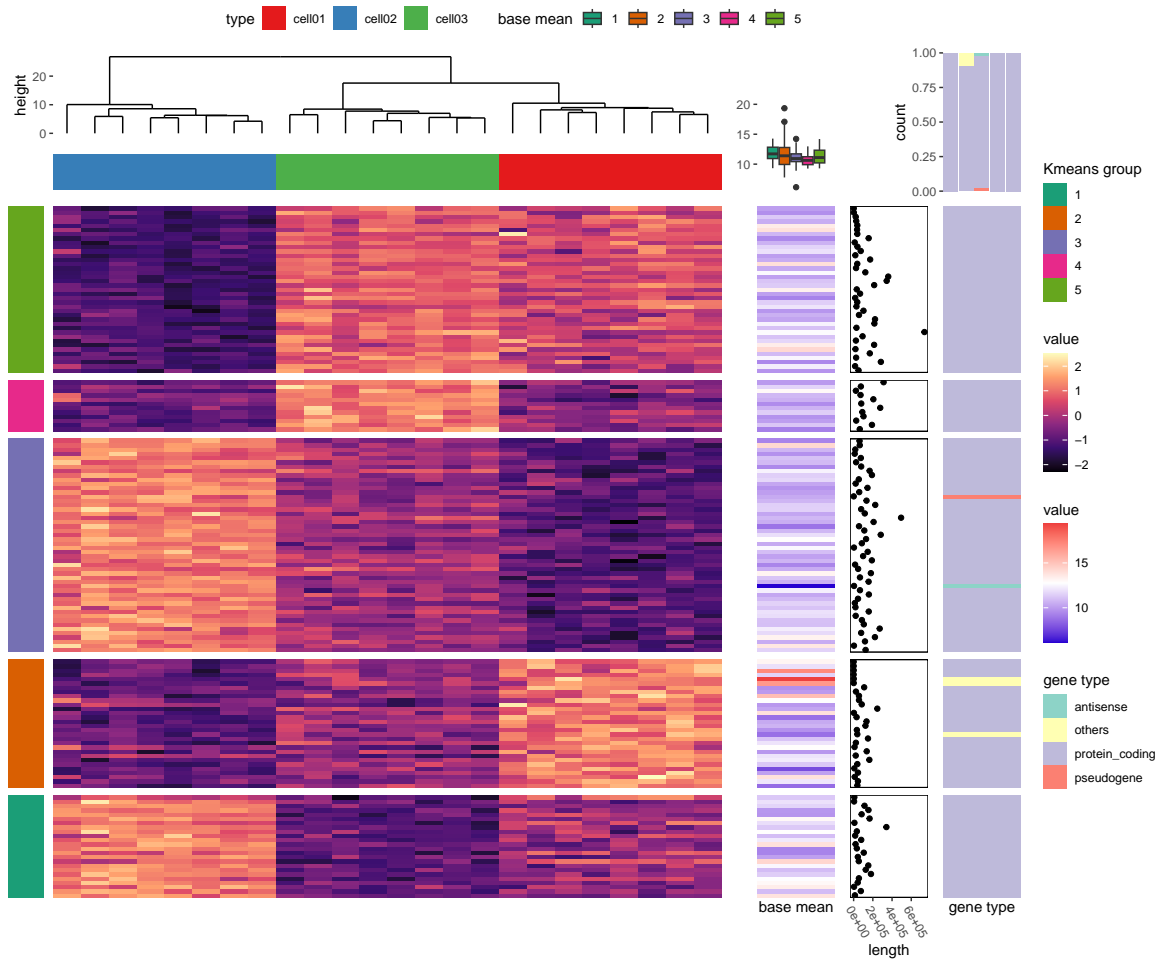 type cell01 cell02 cell03 base mean 1 2 3 4 5
height
20
10
0
20
15
10
count
1.00
0.75
0.50
0.25
0.00
Kmeans group
1
2
3
4
5
value
2
1
0
−1
−2
value
15
10
gene type
antisense
others
protein_coding
pseudogene
base mean
0e+00
2e+05
4e+05
6e+05
length
gene type